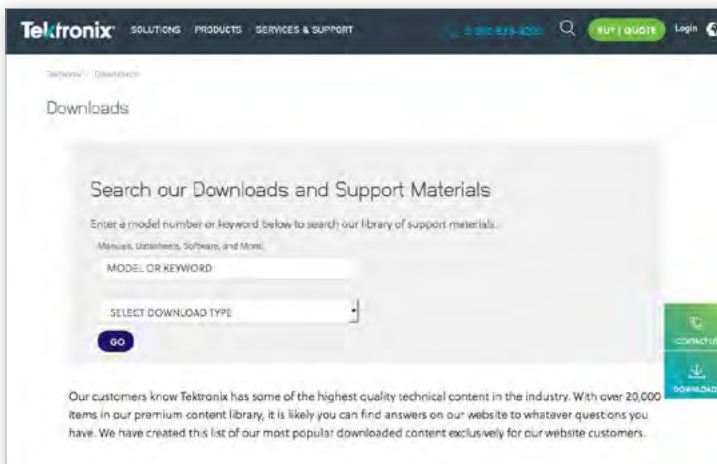 Tektronix SOLUTIONS PRODUCTS SERVICES & SUPPORT BUY | QUOTE Login
Tektronix / Downloads
Downloads
Search our Downloads and Support Materials
Enter a model number or keyword below to search our library of support materials.
Manuals, Datasheets, Software, and More:
MODEL OR KEYWORD
SELECT DOWNLOAD TYPE
GO
CONTACT US
DOWNLOAD
Our customers know Tektronix has some of the highest quality technical content in the industry. With over 20,000
items in our premium content library, it is likely you can find answers on our website to whatever questions you
have. We have created this list of our most popular downloaded content exclusively for our website customers.